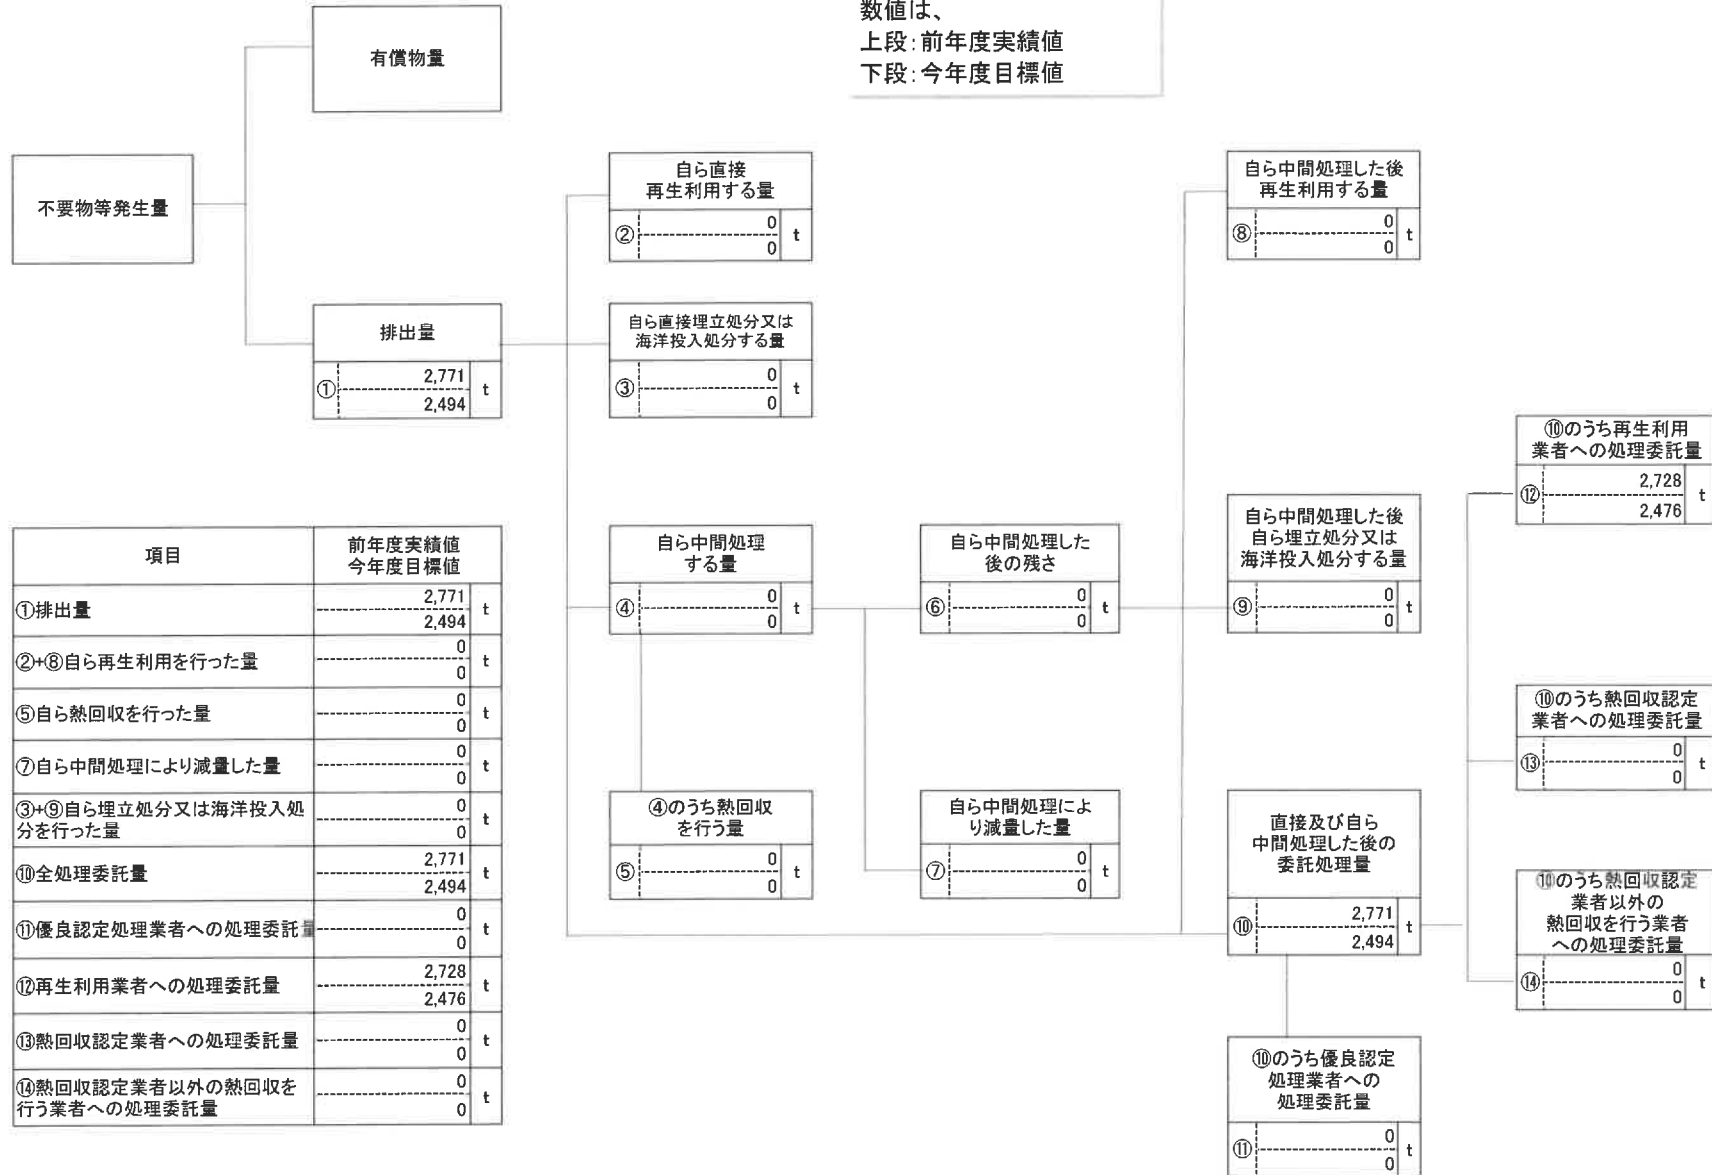 数値は、
上段:前年度実績値
下段:今年度目標値
有償物量
不要物等発生量
排出量
① 2,771 t
2,494
自ら直接
再生利用する量
② 0 t
0
自ら直接埋立処分又は
海洋投入処分する量
③ 0 t
0
自ら中間処理した後
再生利用する量
⑧ 0 t
0
自ら中間処理
する量
④ 0 t
0
自ら中間処理した
後の残さ
⑥ 0 t
0
自ら中間処理した後
自ら埋立処分又は
海洋投入処分する量
⑨ 0 t
0
④のうち熱回収
を行う量
⑤ 0 t
0
自ら中間処理によ
り減量した量
⑦ 0 t
0
直接及び自ら
中間処理した後の
委託処理量
⑩ 2,771 t
2,494
⑩のうち優良認定
処理業者への
処理委託量
⑪ 0 t
0
⑩のうち再生利用
業者への処理委託量
⑫ 2,728 t
2,476
⑩のうち熱回収認定
業者への処理委託量
⑬ 0 t
0
⑩のうち熱回収認定
業者以外の
熱回収を行う業者
への処理委託量
⑭ 0 t
0
項目 前年度実績値
今年度目標値
①排出量 2,771 t
2,494
②+⑧自ら再生利用を行った量 0 t
0
⑤自ら熱回収を行った量 0 t
0
⑦自ら中間処理により減量した量 0 t
0
③+⑨自ら埋立処分又は海洋投入処 0 t
分を行った量 0
⑩全処理委託量 2,771 t
2,494
⑪優良認定処理業者への処理委託量 0 t
0
⑫再生利用業者への処理委託量 2,728 t
2,476
⑬熱回収認定業者への処理委託量 0 t
0
⑭熱回収認定業者以外の熱回収を 0 t
行う業者への処理委託量 0